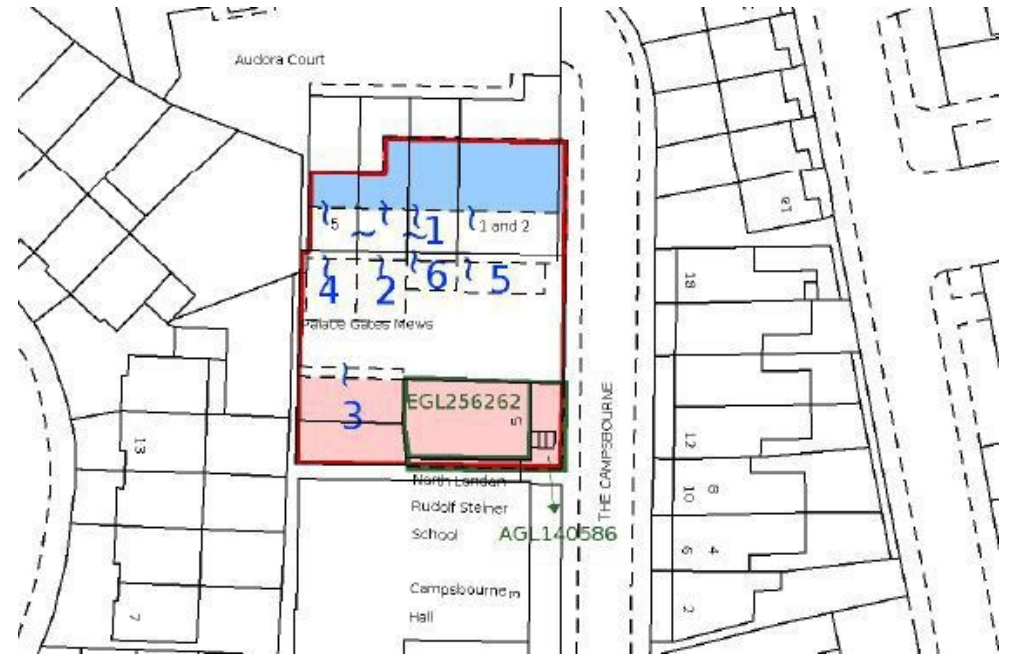 Audora Court
19
5
1
1 and 2
4
2
6
5
18
Palace Gates Mews
3
EGL256262
5
13
12
THE CAMPSBOURNE
North London
Rudolf Steiner
School
10
8
AGL140586
6
4
Campsbourne
Hall
7
2